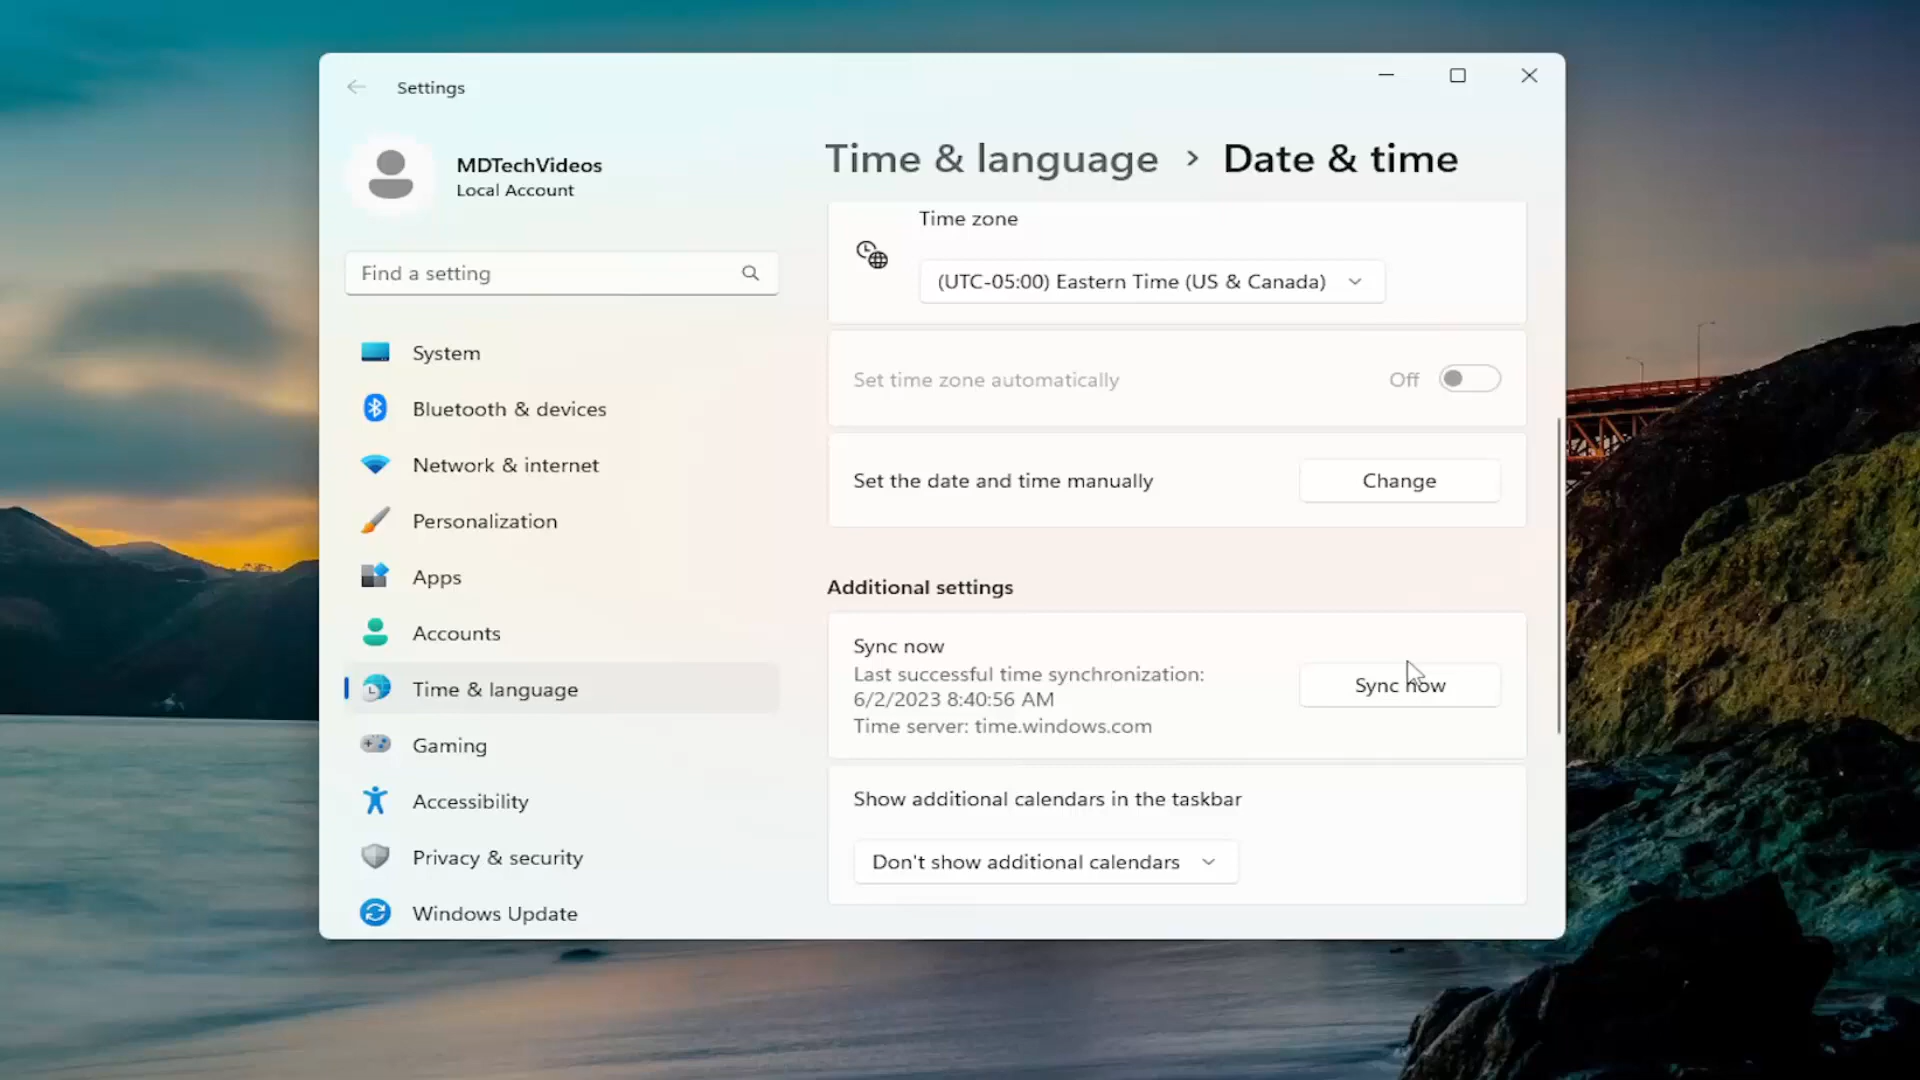 Settings
MDTechVideos
Local Account
Find a setting
System
Bluetooth & devices
Network & internet
Personalization
Apps
Accounts
Time & language
Gaming
Accessibility
Privacy & security
Windows Update
Time & language > Date & time
Time zone
(UTC-05:00) Eastern Time (US & Canada)
Set time zone automatically
Off
Set the date and time manually
Change
Additional settings
Sync now
Last successful time synchronization:
6/2/2023 8:40:56 AM
Time server: time.windows.com
Sync now
Show additional calendars in the taskbar
Don't show additional calendars